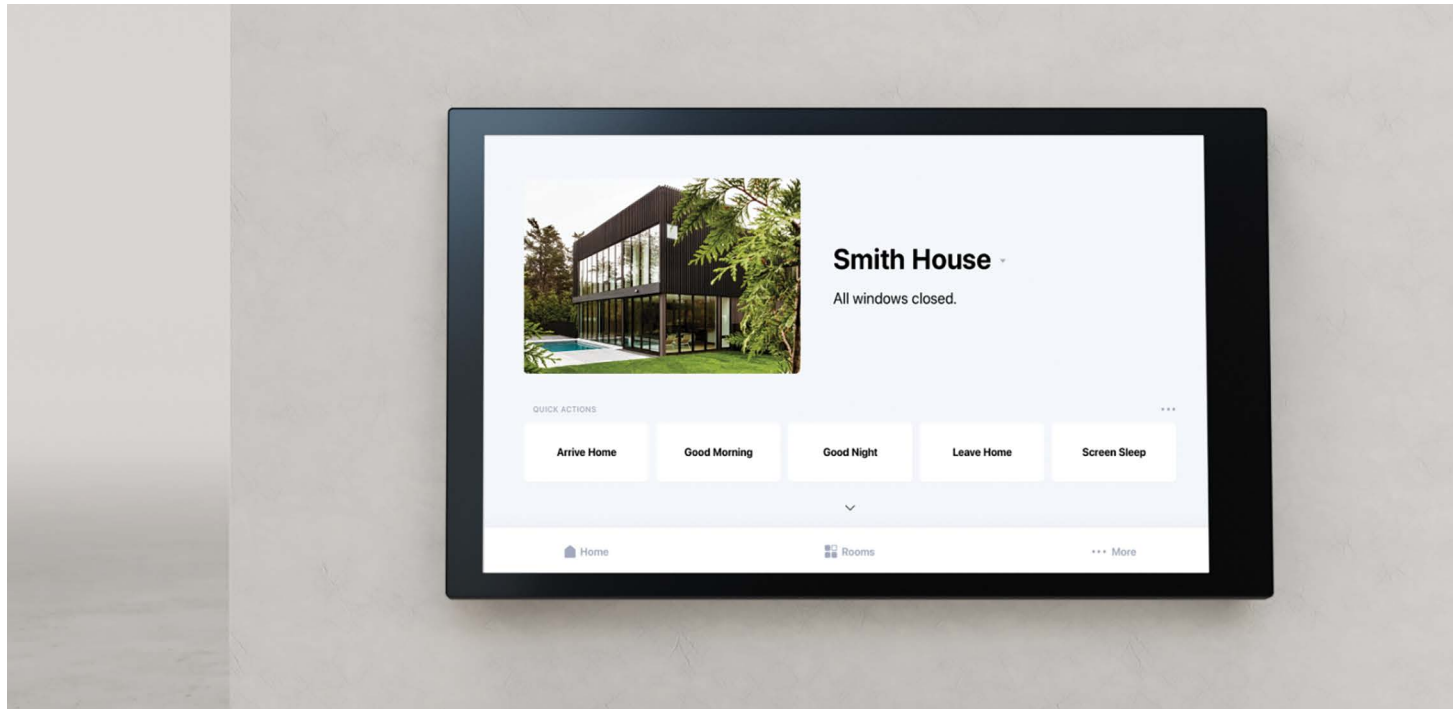 Smith House
All windows closed.
QUICK ACTIONS
Arrive Home
Good Morning
Good Night
Leave Home
Screen Sleep
Home
Rooms
More